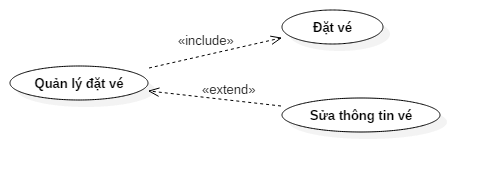 Đặt vé
«include»
Quản lý đặt vé
«extend»
Sửa thông tin vé